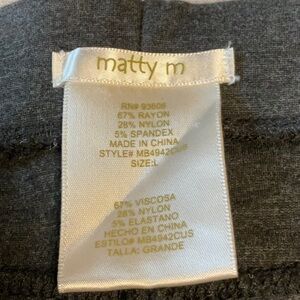 matty m
RN# 93608
67% RAYON
28% NYLON
5% SPANDEX
MADE IN CHINA
STYLE# MB4942CUS
SIZE:L
67% VISCOSA
28% NYLON
5% ELASTANO
HECHO EN CHINA
ESTILO# MB4942CUS
TALLA: GRANDE